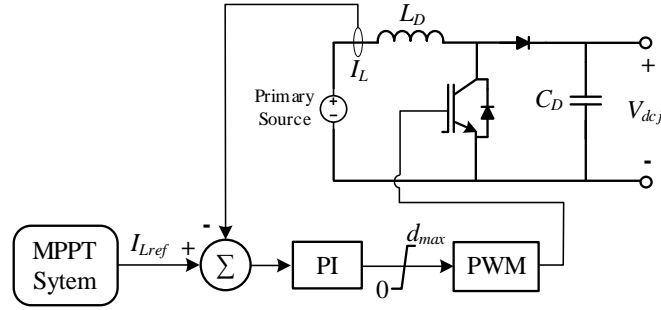 L_D
I_L
Primary
Source
+
-
C_D
+
V_dcj
-
-
MPPT
Sytem
I_Lref
+
Σ
PI
d_max
0
PWM